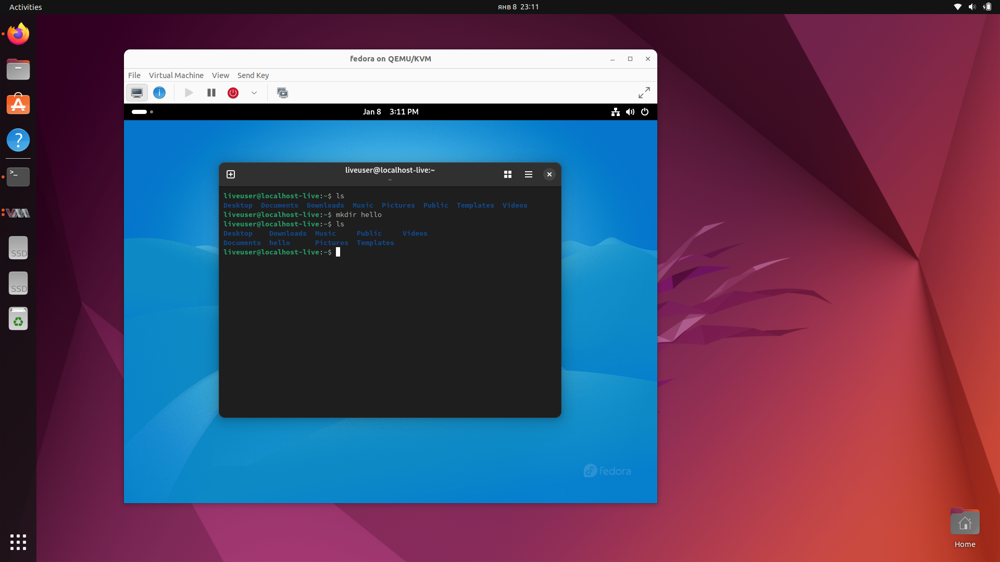 Activities
янв 8 23:11
fedora on QEMU/KVM
File Virtual Machine View Send Key
Jan 8 3:11 PM
liveuser@localhost-live:~
~
liveuser@localhost-live:~$ ls
Desktop Documents Downloads Music Pictures Public Templates Videos
liveuser@localhost-live:~$ mkdir hello
liveuser@localhost-live:~$ ls
Desktop Downloads Music Public Videos
Documents hello Pictures Templates
liveuser@localhost-live:~$
fedora
SSD
SSD
Home